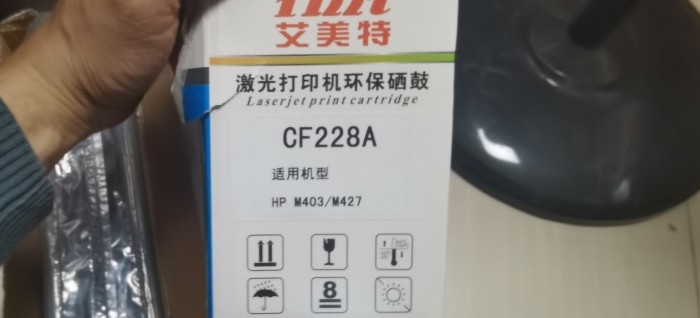 艾美特
激光打印机环保硒鼓
Laserjet print cartridge
CF228A
适用机型
HP M403/M427
8